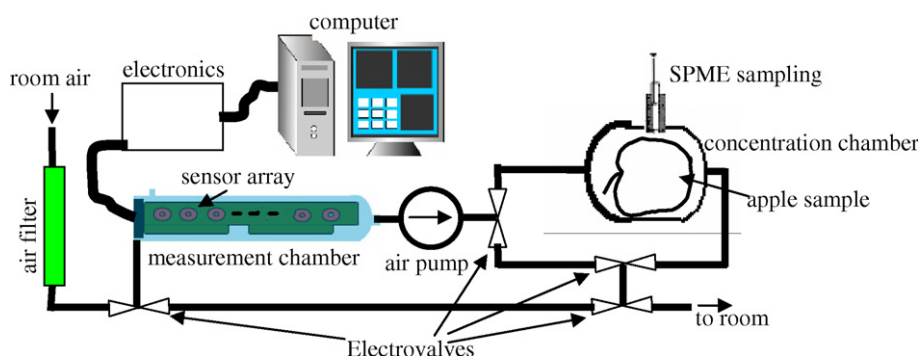 computer
room air
electronics
SPME sampling
concentration chamber
sensor array
apple sample
air filter
measurement chamber
air pump
to room
Electrovalves